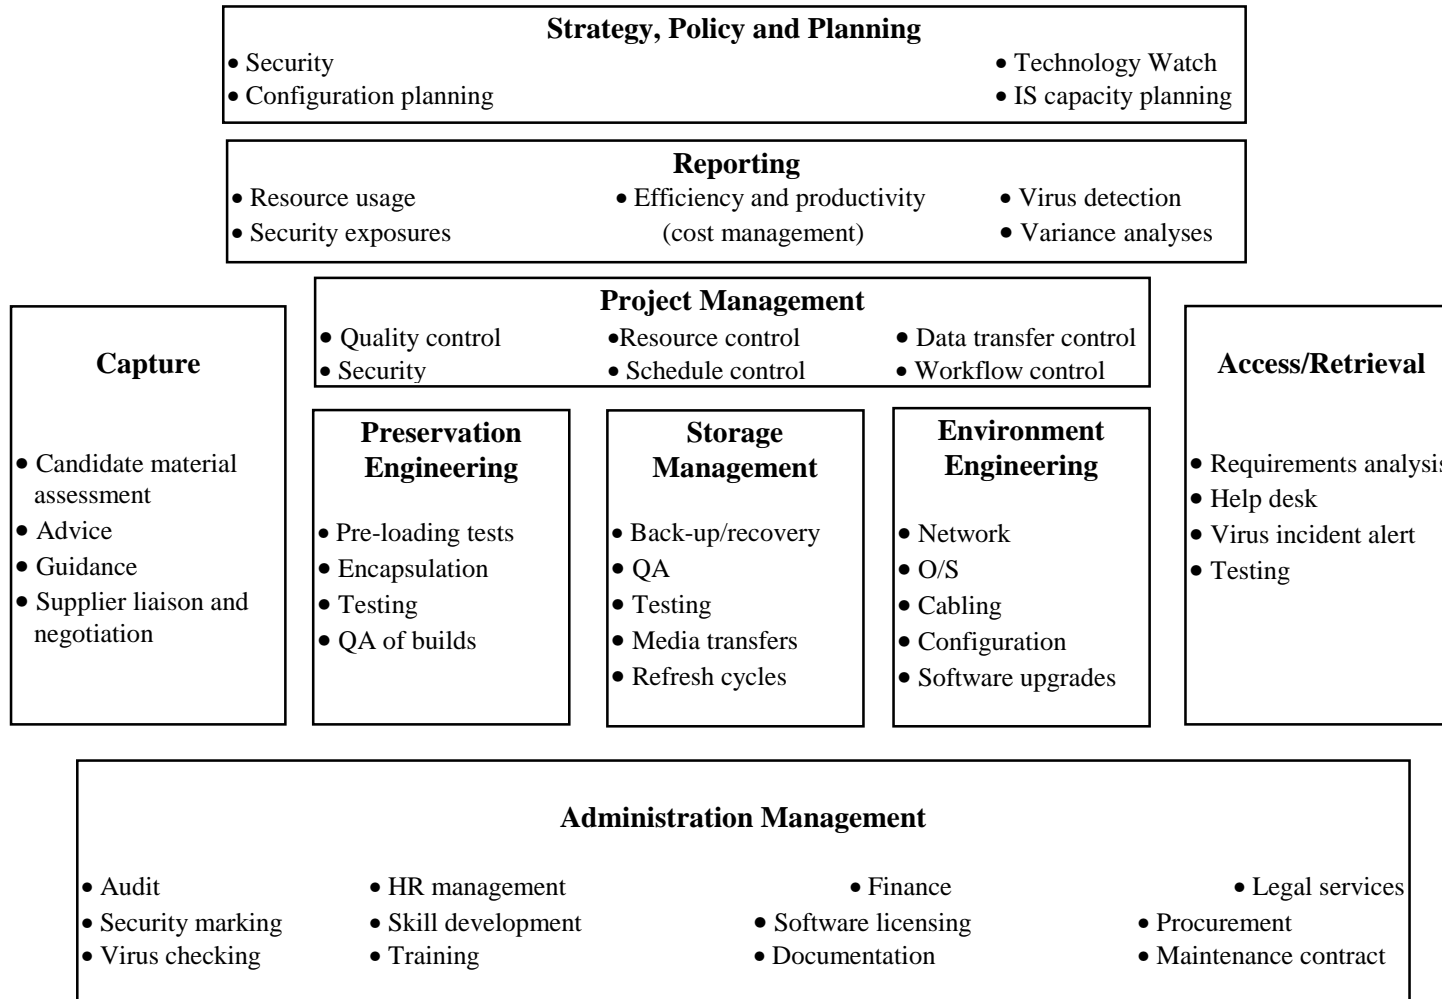 Strategy, Policy and Planning
• Security
• Technology Watch
• Configuration planning
• IS capacity planning
Reporting
• Resource usage
• Efficiency and productivity
• Virus detection
• Security exposures
(cost management)
• Variance analyses
Project Management
• Quality control
•Resource control
• Data transfer control
• Security
• Schedule control
• Workflow control
Capture
• Candidate material
assessment
• Advice
• Guidance
• Supplier liaison and
negotiation
Preservation
Engineering
• Pre-loading tests
• Encapsulation
• Testing
• QA of builds
Storage
Management
• Back-up/recovery
• QA
• Testing
• Media transfers
• Refresh cycles
Environment
Engineering
• Network
• O/S
• Cabling
• Configuration
• Software upgrades
Access/Retrieval
• Requirements analysis
• Help desk
• Virus incident alert
• Testing
Administration Management
• Audit
• HR management
• Finance
• Legal services
• Security marking
• Skill development
• Software licensing
• Procurement
• Virus checking
• Training
• Documentation
• Maintenance contract